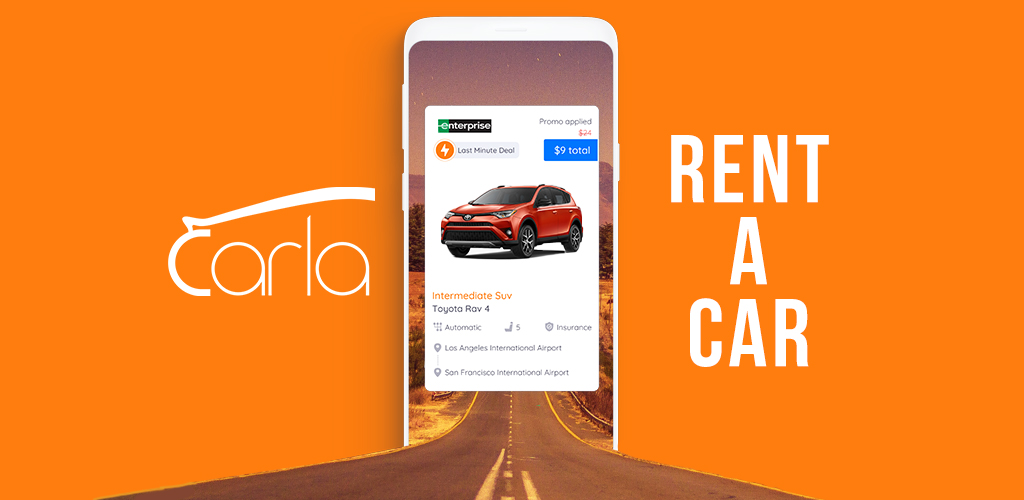 Carla
enterprise
Promo applied
$24
Last Minute Deal
$9 total
Intermediate Suv
Toyota Rav 4
Automatic
5
Insurance
Los Angeles International Airport
San Francisco International Airport
RENT
A
CAR